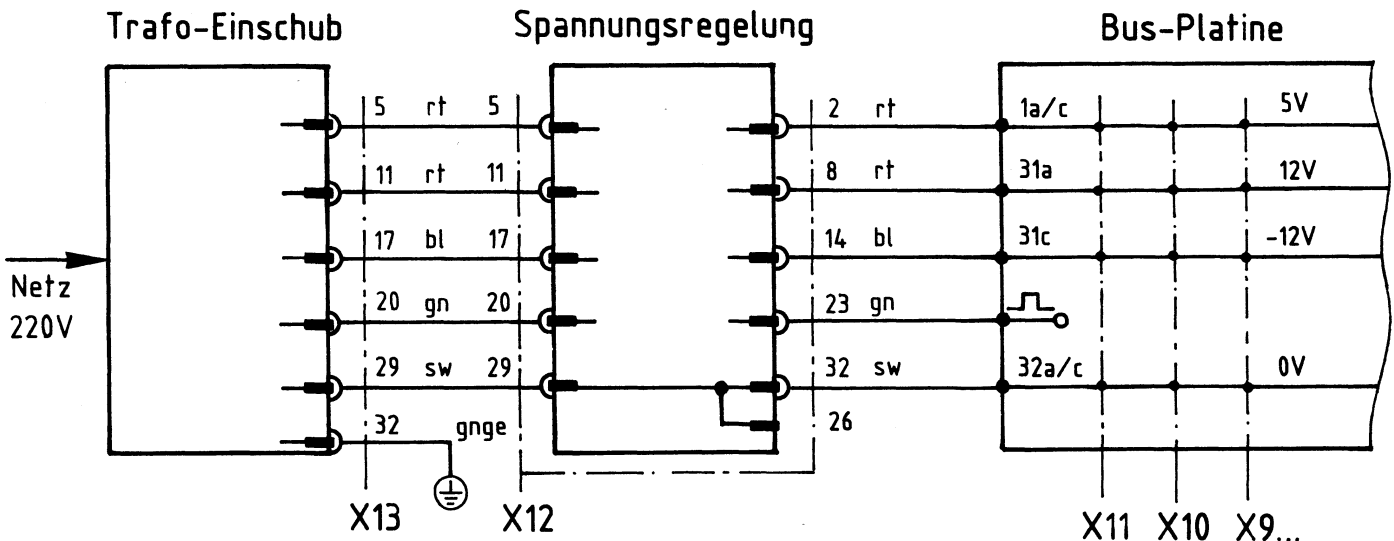 Trafo-Einschub Spannungsregelung Bus-Platine
5 rt 5 2 rt 1a/c 5V
11 rt 11 8 rt 31a 12V
17 bl 17 14 bl 31c -12V
Netz
220V
20 gn 20 23 gn
29 sw 29 32 sw 32a/c 0V
32 gnge 26
X13 X12 X11 X10 X9...